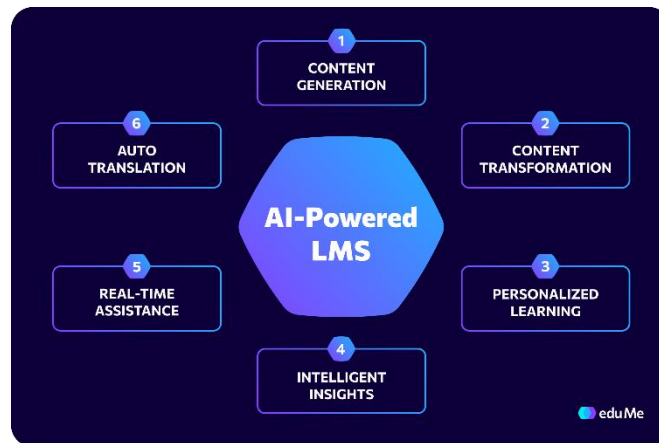 1
CONTENT
GENERATION
2
CONTENT
TRANSFORMATION
3
PERSONALIZED
LEARNING
4
INTELLIGENT
INSIGHTS
5
REAL-TIME
ASSISTANCE
6
AUTO
TRANSLATION
AI-Powered
LMS
eduMe